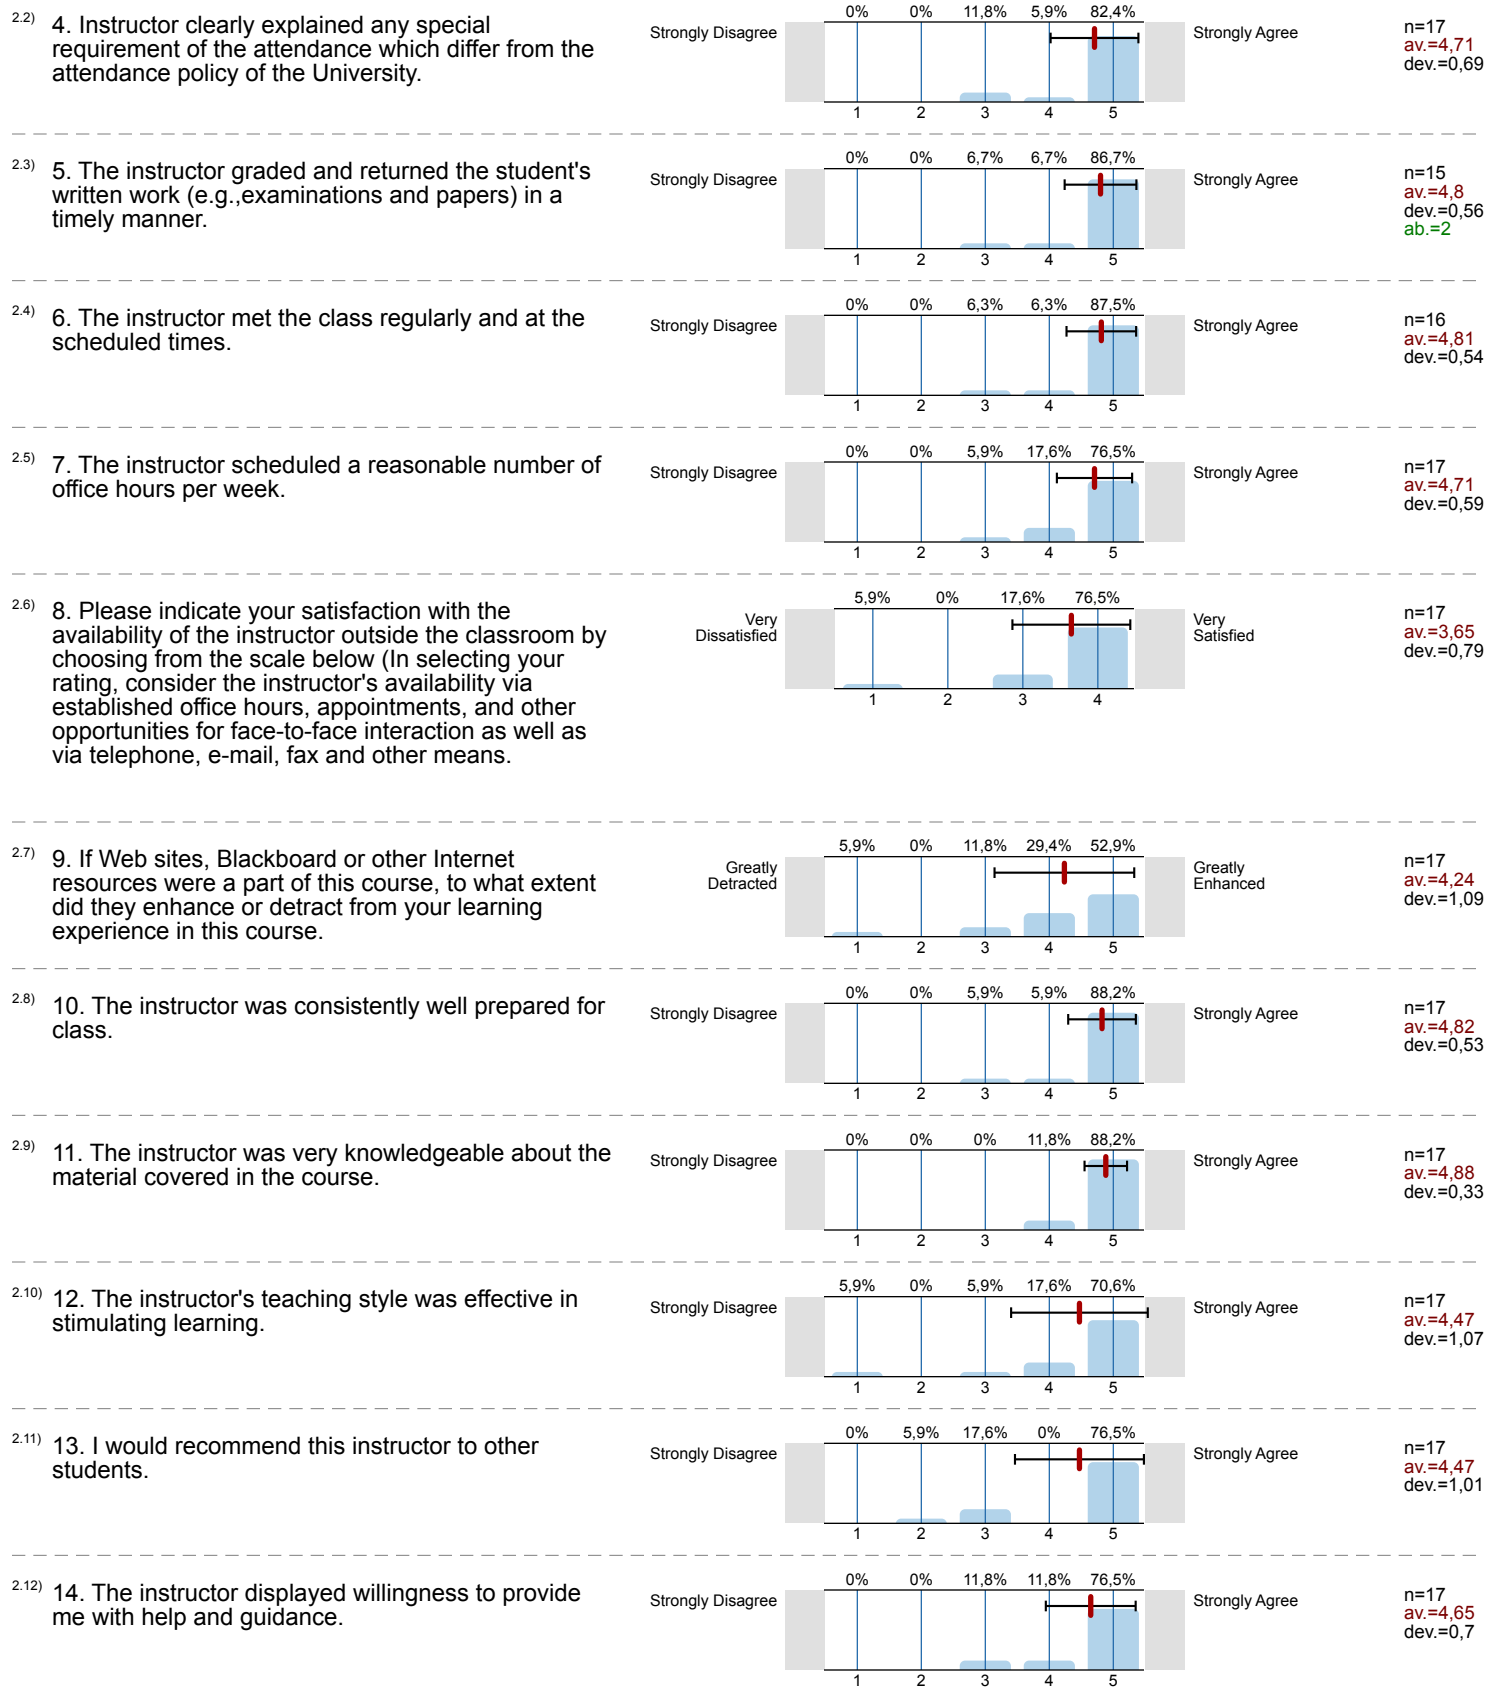 2.2) 4. Instructor clearly explained any special
requirement of the attendance which differ from the
attendance policy of the University.
Strongly Disagree
0% 0% 11,8% 5,9% 82,4%
1 2 3 4 5
Strongly Agree
n=17
av.=4,71
dev.=0,69
2.3) 5. The instructor graded and returned the student's
written work (e.g.,examinations and papers) in a
timely manner.
Strongly Disagree
0% 0% 6,7% 6,7% 86,7%
1 2 3 4 5
Strongly Agree
n=15
av.=4,8
dev.=0,56
ab.=2
2.4) 6. The instructor met the class regularly and at the
scheduled times.
Strongly Disagree
0% 0% 6,3% 6,3% 87,5%
1 2 3 4 5
Strongly Agree
n=16
av.=4,81
dev.=0,54
2.5) 7. The instructor scheduled a reasonable number of
office hours per week.
Strongly Disagree
0% 0% 5,9% 17,6% 76,5%
1 2 3 4 5
Strongly Agree
n=17
av.=4,71
dev.=0,59
2.6) 8. Please indicate your satisfaction with the
availability of the instructor outside the classroom by
choosing from the scale below (In selecting your
rating, consider the instructor's availability via
established office hours, appointments, and other
opportunities for face-to-face interaction as well as
via telephone, e-mail, fax and other means.
Very
Dissatisfied
5,9% 0% 17,6% 76,5%
1 2 3 4
Very
Satisfied
n=17
av.=3,65
dev.=0,79
2.7) 9. If Web sites, Blackboard or other Internet
resources were a part of this course, to what extent
did they enhance or detract from your learning
experience in this course.
Greatly
Detracted
5,9% 0% 11,8% 29,4% 52,9%
1 2 3 4 5
Greatly
Enhanced
n=17
av.=4,24
dev.=1,09
2.8) 10. The instructor was consistently well prepared for
class.
Strongly Disagree
0% 0% 5,9% 5,9% 88,2%
1 2 3 4 5
Strongly Agree
n=17
av.=4,82
dev.=0,53
2.9) 11. The instructor was very knowledgeable about the
material covered in the course.
Strongly Disagree
0% 0% 0% 11,8% 88,2%
1 2 3 4 5
Strongly Agree
n=17
av.=4,88
dev.=0,33
2.10) 12. The instructor's teaching style was effective in
stimulating learning.
Strongly Disagree
5,9% 0% 5,9% 17,6% 70,6%
1 2 3 4 5
Strongly Agree
n=17
av.=4,47
dev.=1,07
2.11) 13. I would recommend this instructor to other
students.
Strongly Disagree
0% 5,9% 17,6% 0% 76,5%
1 2 3 4 5
Strongly Agree
n=17
av.=4,47
dev.=1,01
2.12) 14. The instructor displayed willingness to provide
me with help and guidance.
Strongly Disagree
0% 0% 11,8% 11,8% 76,5%
1 2 3 4 5
Strongly Agree
n=17
av.=4,65
dev.=0,7